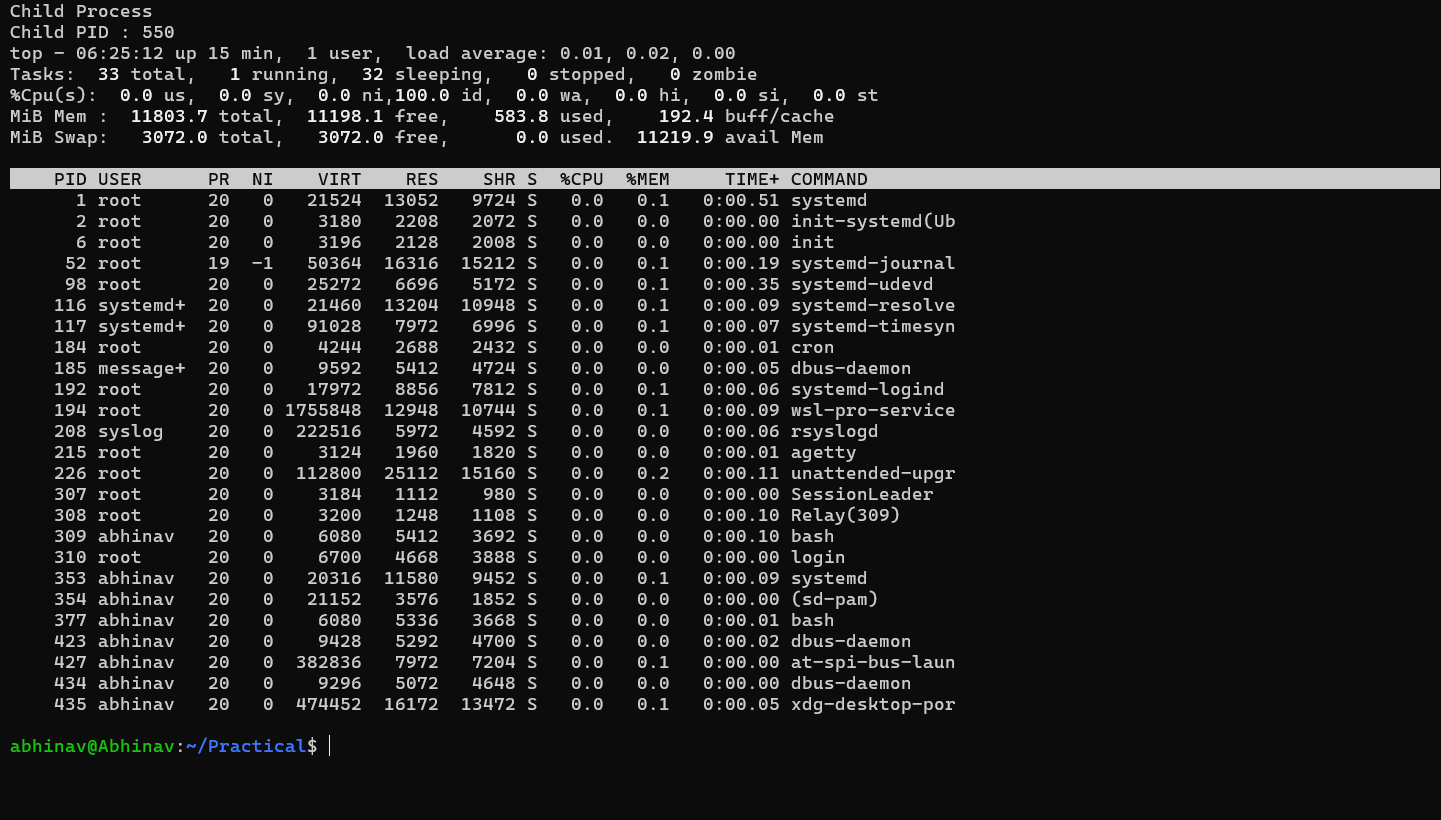 Child Process
Child PID : 550
top - 06:25:12 up 15 min,  1 user,  load average: 0.01, 0.02, 0.00
Tasks:  33 total,   1 running,  32 sleeping,   0 stopped,   0 zombie
%Cpu(s):  0.0 us,  0.0 sy,  0.0 ni,100.0 id,  0.0 wa,  0.0 hi,  0.0 si,  0.0 st
MiB Mem :  11803.7 total,  11198.1 free,    583.8 used,    192.4 buff/cache
MiB Swap:   3072.0 total,   3072.0 free,      0.0 used.  11219.9 avail Mem
    PID USER      PR  NI    VIRT    RES    SHR S  %CPU  %MEM     TIME+ COMMAND
      1 root      20   0   21524  13052   9724 S   0.0   0.1   0:00.51 systemd
      2 root      20   0    3180   2208   2072 S   0.0   0.0   0:00.00 init-systemd(Ub
      6 root      20   0    3196   2128   2008 S   0.0   0.0   0:00.00 init
     52 root      19  -1   50364  16316  15212 S   0.0   0.1   0:00.19 systemd-journal
     98 root      20   0   25272   6696   5172 S   0.0   0.1   0:00.35 systemd-udevd
    116 systemd+  20   0   21460  13204  10948 S   0.0   0.1   0:00.09 systemd-resolve
    117 systemd+  20   0   91028   7972   6996 S   0.0   0.1   0:00.07 systemd-timesyn
    184 root      20   0    4244   2688   2432 S   0.0   0.0   0:00.01 cron
    185 message+  20   0    9592   5412   4724 S   0.0   0.0   0:00.05 dbus-daemon
    192 root      20   0   17972   8856   7812 S   0.0   0.1   0:00.06 systemd-logind
    194 root      20   0 1755848  12948  10744 S   0.0   0.1   0:00.09 wsl-pro-service
    208 syslog    20   0  222516   5972   4592 S   0.0   0.0   0:00.06 rsyslogd
    215 root      20   0    3124   1960   1820 S   0.0   0.0   0:00.01 agetty
    226 root      20   0  112800  25112  15160 S   0.0   0.2   0:00.11 unattended-upgr
    307 root      20   0    3184   1112    980 S   0.0   0.0   0:00.00 SessionLeader
    308 root      20   0    3200   1248   1108 S   0.0   0.0   0:00.10 Relay(309)
    309 abhinav   20   0    6080   5412   3692 S   0.0   0.0   0:00.10 bash
    310 root      20   0    6700   4668   3888 S   0.0   0.0   0:00.00 login
    353 abhinav   20   0   20316  11580   9452 S   0.0   0.1   0:00.09 systemd
    354 abhinav   20   0   21152   3576   1852 S   0.0   0.0   0:00.00 (sd-pam)
    377 abhinav   20   0    6080   5336   3668 S   0.0   0.0   0:00.01 bash
    423 abhinav   20   0    9428   5292   4700 S   0.0   0.0   0:00.02 dbus-daemon
    427 abhinav   20   0  382836   7972   7204 S   0.0   0.1   0:00.00 at-spi-bus-laun
    434 abhinav   20   0    9296   5072   4648 S   0.0   0.0   0:00.00 dbus-daemon
    435 abhinav   20   0  474452  16172  13472 S   0.0   0.1   0:00.05 xdg-desktop-por
abhinav@Abhinav:~/Practical$